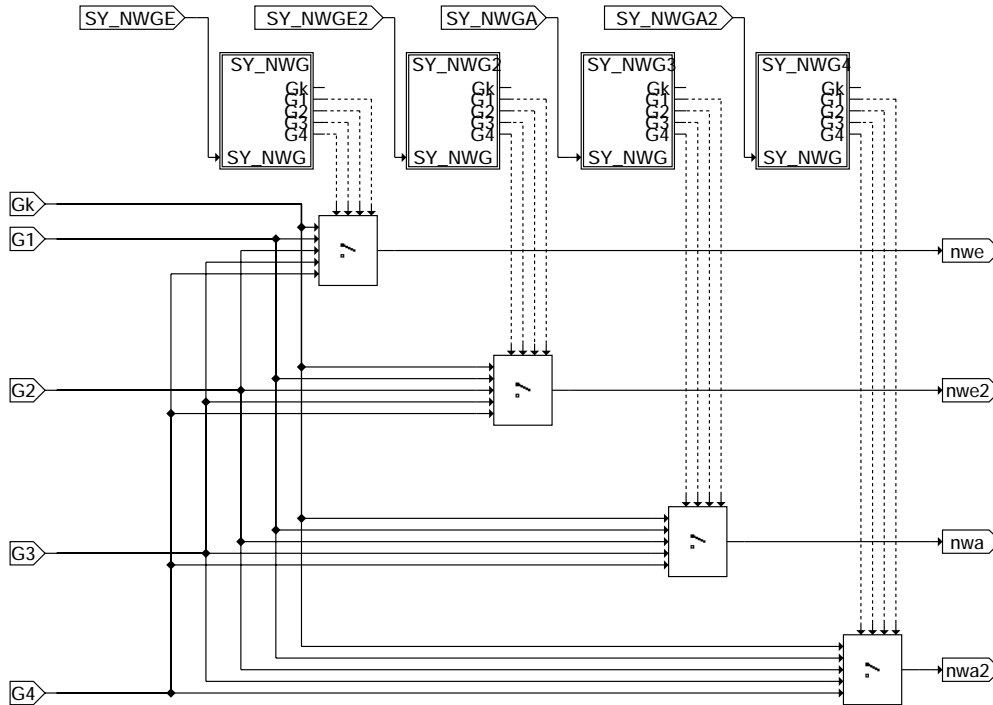 SY_NWGE
SY_NWGE2
SY_NWGA
SY_NWGA2
SY_NWG
Gk
G1
G2
G3
G4
SY_NWG
SY_NWG2
Gk
G1
G2
G3
G4
SY_NWG
SY_NWG3
Gk
G1
G2
G3
G4
SY_NWG
SY_NWG4
Gk
G1
G2
G3
G4
SY_NWG
Gk
G1
nwe
G2
nwe2
G3
nwa
G4
nwa2